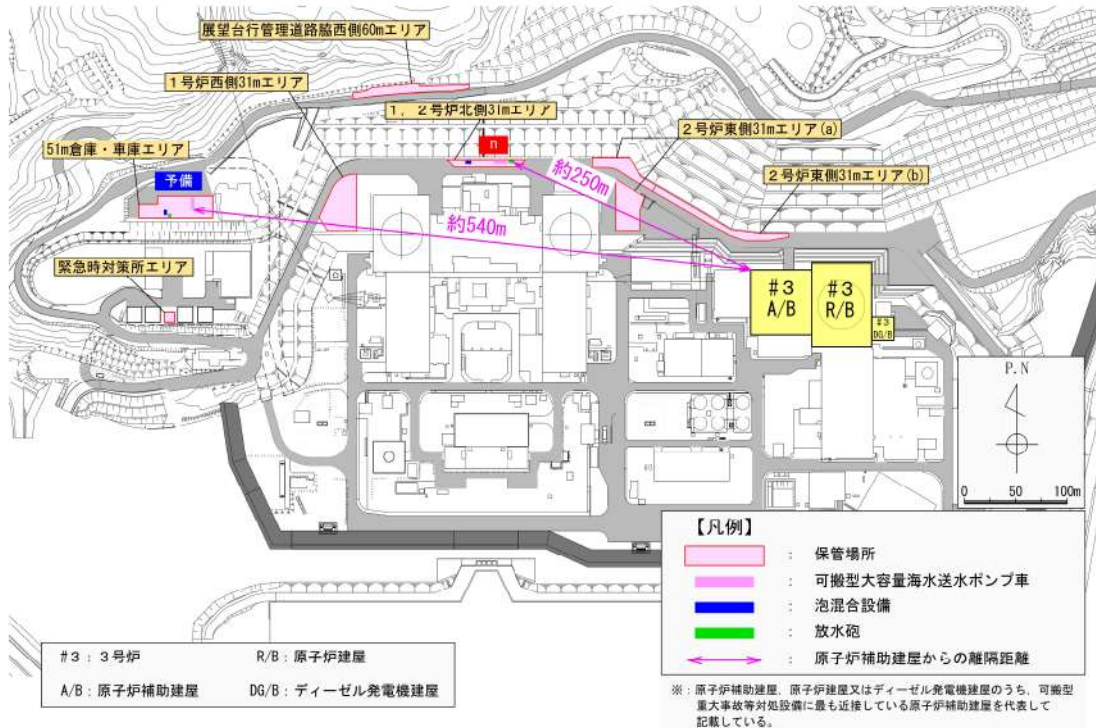 展望台行管理道路脇西側60mエリア
1号炉西側31mエリア
1，2号炉北側31mエリア
2号炉東側31mエリア(a)
51m倉庫・車庫エリア
n
予備
約250m
2号炉東側31mエリア(b)
約540m
緊急時対策所エリア
#3
A/B
#3
R/B
#3
DG/B
P.N
0 50 100m
【凡例】
： 保管場所
： 可搬型大容量海水送水ポンプ車
： 泡混合設備
： 放水砲
： 原子炉補助建屋からの離隔距離
#3：3号炉 R/B：原子炉建屋
A/B：原子炉補助建屋 DG/B：ディーゼル発電機建屋
※：原子炉補助建屋，原子炉建屋又はディーゼル発電機建屋のうち，可搬型
重大事故等対処設備に最も近接している原子炉補助建屋を代表して
記載している。